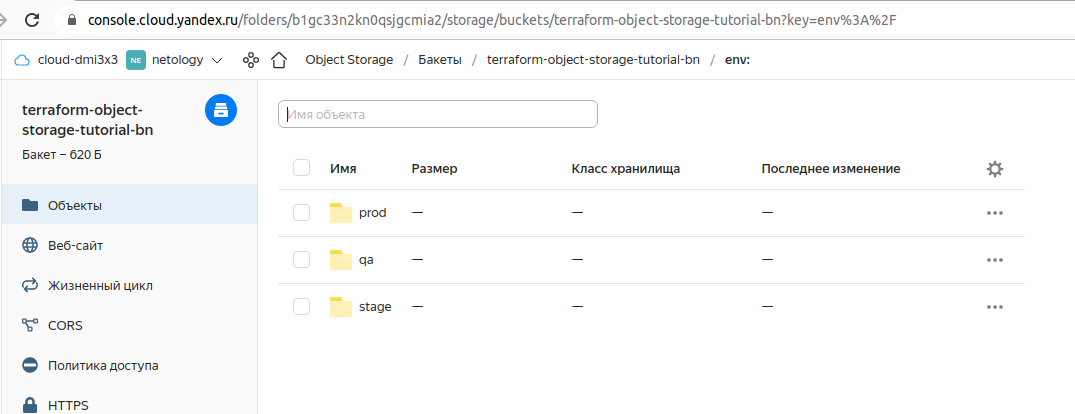 console.cloud.yandex.ru/folders/b1gc33n2kn0qsjgcmia2/storage/buckets/terraform-object-storage-tutorial-bn?key=env%3A%2F
cloud-dmi3x3 NE netology Object Storage / Бакеты / terraform-object-storage-tutorial-bn / env:
terraform-object-
storage-tutorial-bn
Бакет – 620 Б
Объекты
Веб-сайт
Жизненный цикл
CORS
Политика доступа
HTTPS
Имя объекта
Имя Размер Класс хранилища Последнее изменение
prod — — —
qa — — —
stage — — —